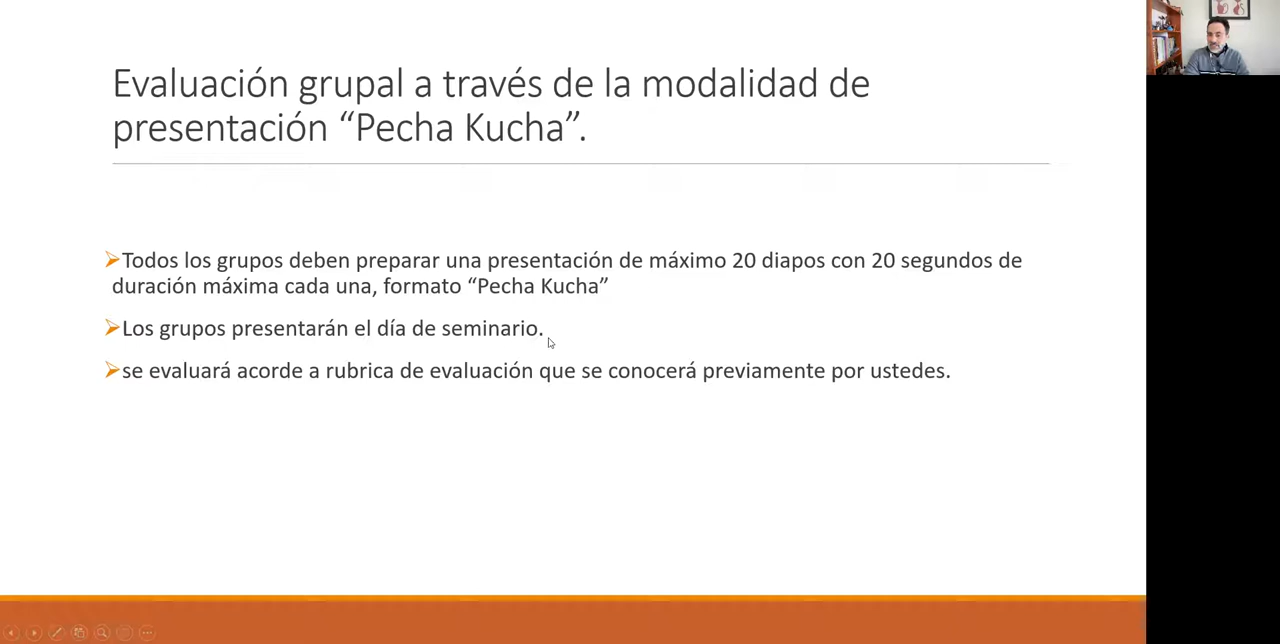 Evaluación grupal a través de la modalidad de
presentación “Pecha Kucha”.
Todos los grupos deben preparar una presentación de máximo 20 diapos con 20 segundos de
duración máxima cada una, formato “Pecha Kucha”
Los grupos presentarán el día de seminario.
se evaluará acorde a rubrica de evaluación que se conocerá previamente por ustedes.